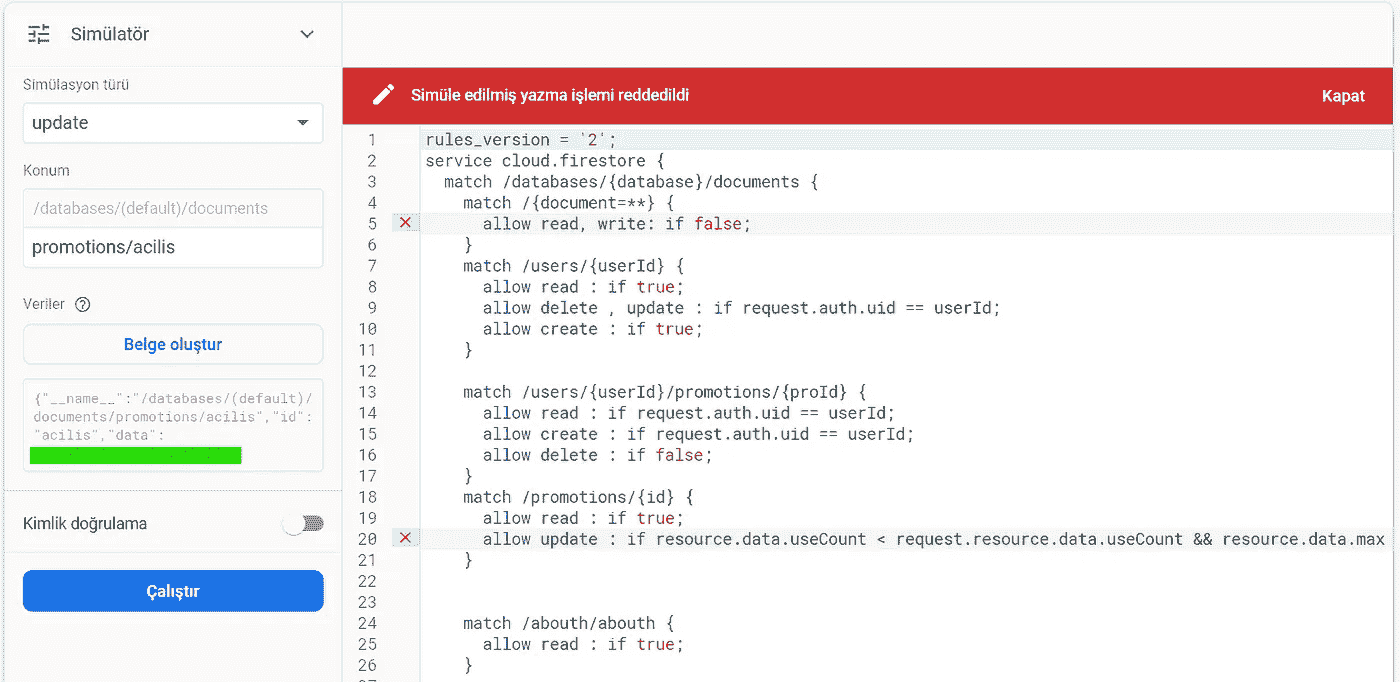 Simülatör
Simülasyon türü
update
Konum
/databases/(default)/documents
promotions/acilis
Veriler
Belge oluştur
{"__name__":"/databases/(default)/
documents/promotions/acilis","id":
"acilis","data":
Kimlik doğrulama
Çalıştır
Simüle edilmiş yazma işlemi reddedildi
Kapat
1 rules_version = '2';
2 service cloud.firestore {
3 match /databases/{database}/documents {
4 match /{document=**} {
5 allow read, write: if false;
6 }
7 match /users/{userId} {
8 allow read : if true;
9 allow delete , update : if request.auth.uid == userId;
10 allow create : if true;
11 }
12
13 match /users/{userId}/promotions/{proId} {
14 allow read : if request.auth.uid == userId;
15 allow create : if request.auth.uid == userId;
16 allow delete : if false;
17 }
18 match /promotions/{id} {
19 allow read : if true;
20 allow update : if resource.data.useCount < request.resource.data.useCount && resource.data.max
21 }
22
23
24 match /abouth/abouth {
25 allow read : if true;
26 }